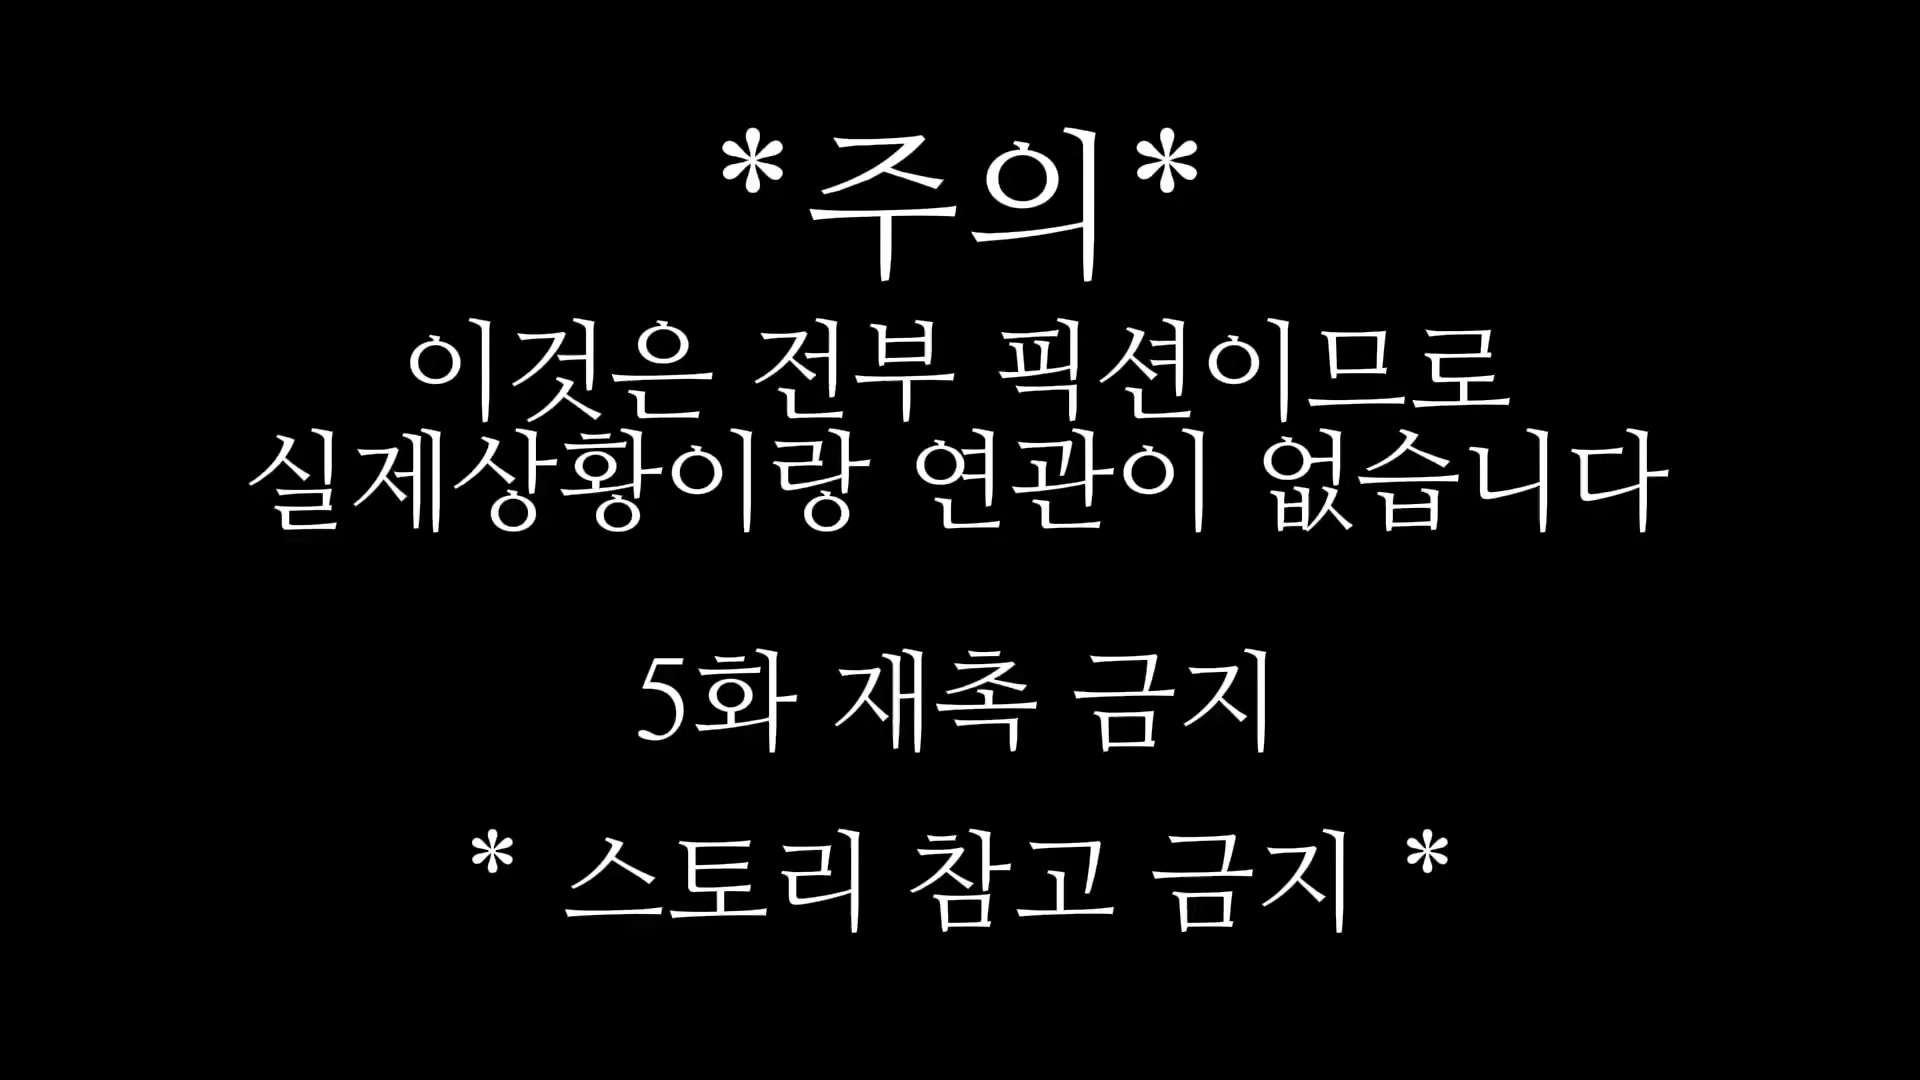 *주의*
이것은 전부 픽션이므로
실제상황이랑 연관이 없습니다
5화 재촉 금지
* 스토리 참고 금지 *